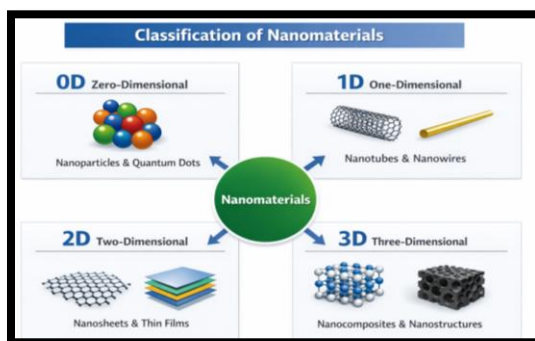 Classification of Nanomaterials
0D Zero-Dimensional
Nanoparticles & Quantum Dots
1D One-Dimensional
Nanotubes & Nanowires
Nanomaterials
2D Two-Dimensional
Nanosheets & Thin Films
3D Three-Dimensional
Nanocomposites & Nanostructures